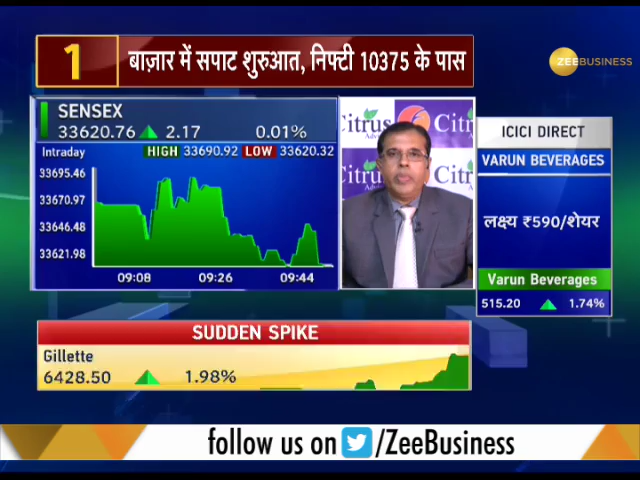 1
बाज़ार में सपाट शुरुआत, निफ्टी 10375 के पास
ZEEBUSINESS
SENSEX
33620.76 2.17 0.01%
Intraday HIGH 33690.92 LOW 33620.32
33695.46
33670.97
33646.48
33621.98
09:08 09:26 09:44
Citrus
Citr
Citr
ICICI DIRECT
VARUN BEVERAGES
लक्ष्य ₹590/शेयर
Varun Beverages
515.20 1.74%
SUDDEN SPIKE
Gillette
6428.50 1.98%
follow us on /ZeeBusiness